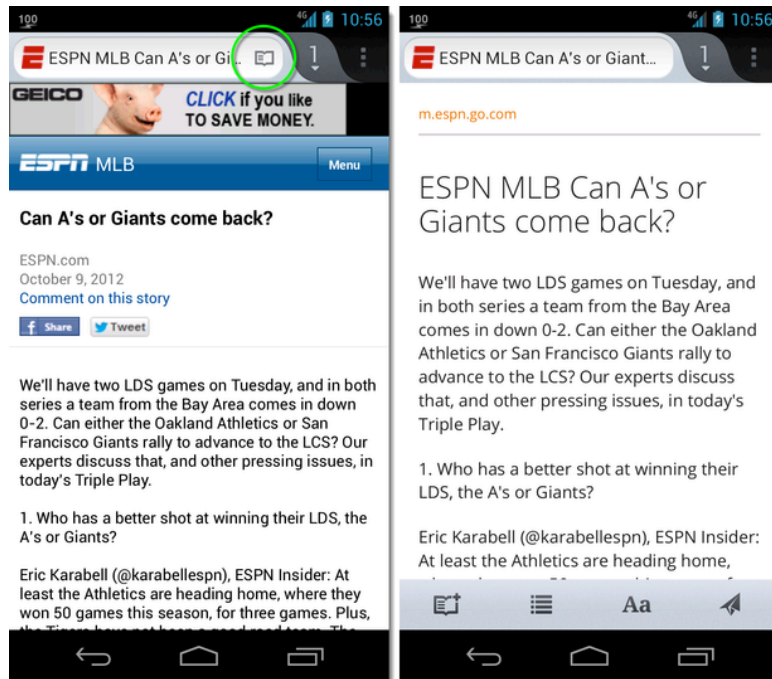 100
4G 10:56
ESPN MLB Can A's or Gi... 1
GEICO
CLICK if you like
TO SAVE MONEY.
ESPN MLB
Menu
Can A's or Giants come back?
ESPN.com
October 9, 2012
Comment on this story
f Share Tweet
We'll have two LDS games on Tuesday, and in both
series a team from the Bay Area comes in down
0-2. Can either the Oakland Athletics or San
Francisco Giants rally to advance to the LCS? Our
experts discuss that, and other pressing issues, in
today's Triple Play.
1. Who has a better shot at winning their LDS, the
A's or Giants?
Eric Karabell (@karabellespn), ESPN Insider: At
least the Athletics are heading home, where they
won 50 games this season, for three games. Plus,
the Tigers have not been a good road team. The
100
4G 10:56
ESPN MLB Can A's or Giant... 1
m.espn.go.com
ESPN MLB Can A's or
Giants come back?
We'll have two LDS games on Tuesday, and
in both series a team from the Bay Area
comes in down 0-2. Can either the Oakland
Athletics or San Francisco Giants rally to
advance to the LCS? Our experts discuss
that, and other pressing issues, in today's
Triple Play.
1. Who has a better shot at winning their
LDS, the A's or Giants?
Eric Karabell (@karabellespn), ESPN Insider:
At least the Athletics are heading home,
Aa